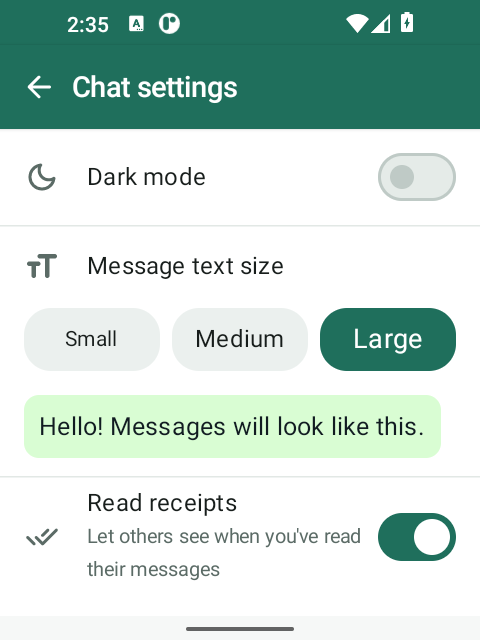 2:35
Chat settings
Dark mode
Message text size
Small Medium Large
Hello! Messages will look like this.
Read receipts
Let others see when you've read
their messages